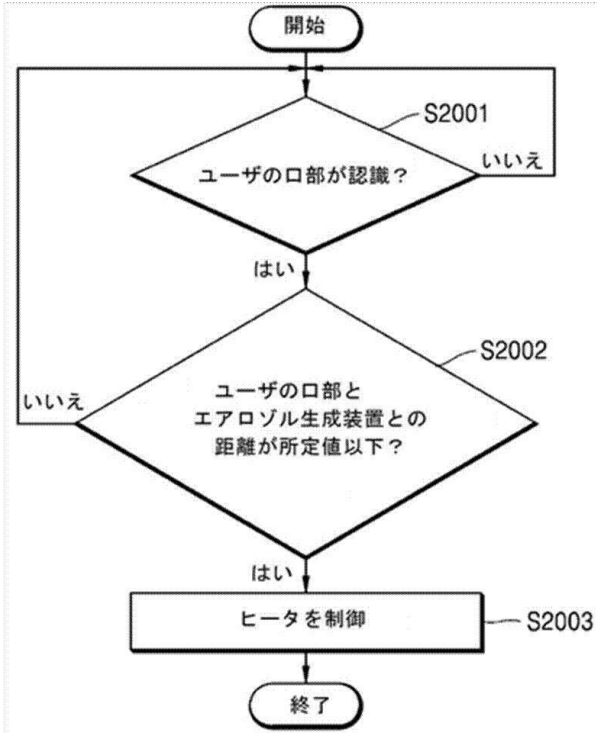 開始
S2001
ユーザの口部が認識？
いいえ
はい
S2002
ユーザの口部と
エアロゾル生成装置との
距離が所定値以下？
いいえ
はい
ヒータを制御
S2003
終了